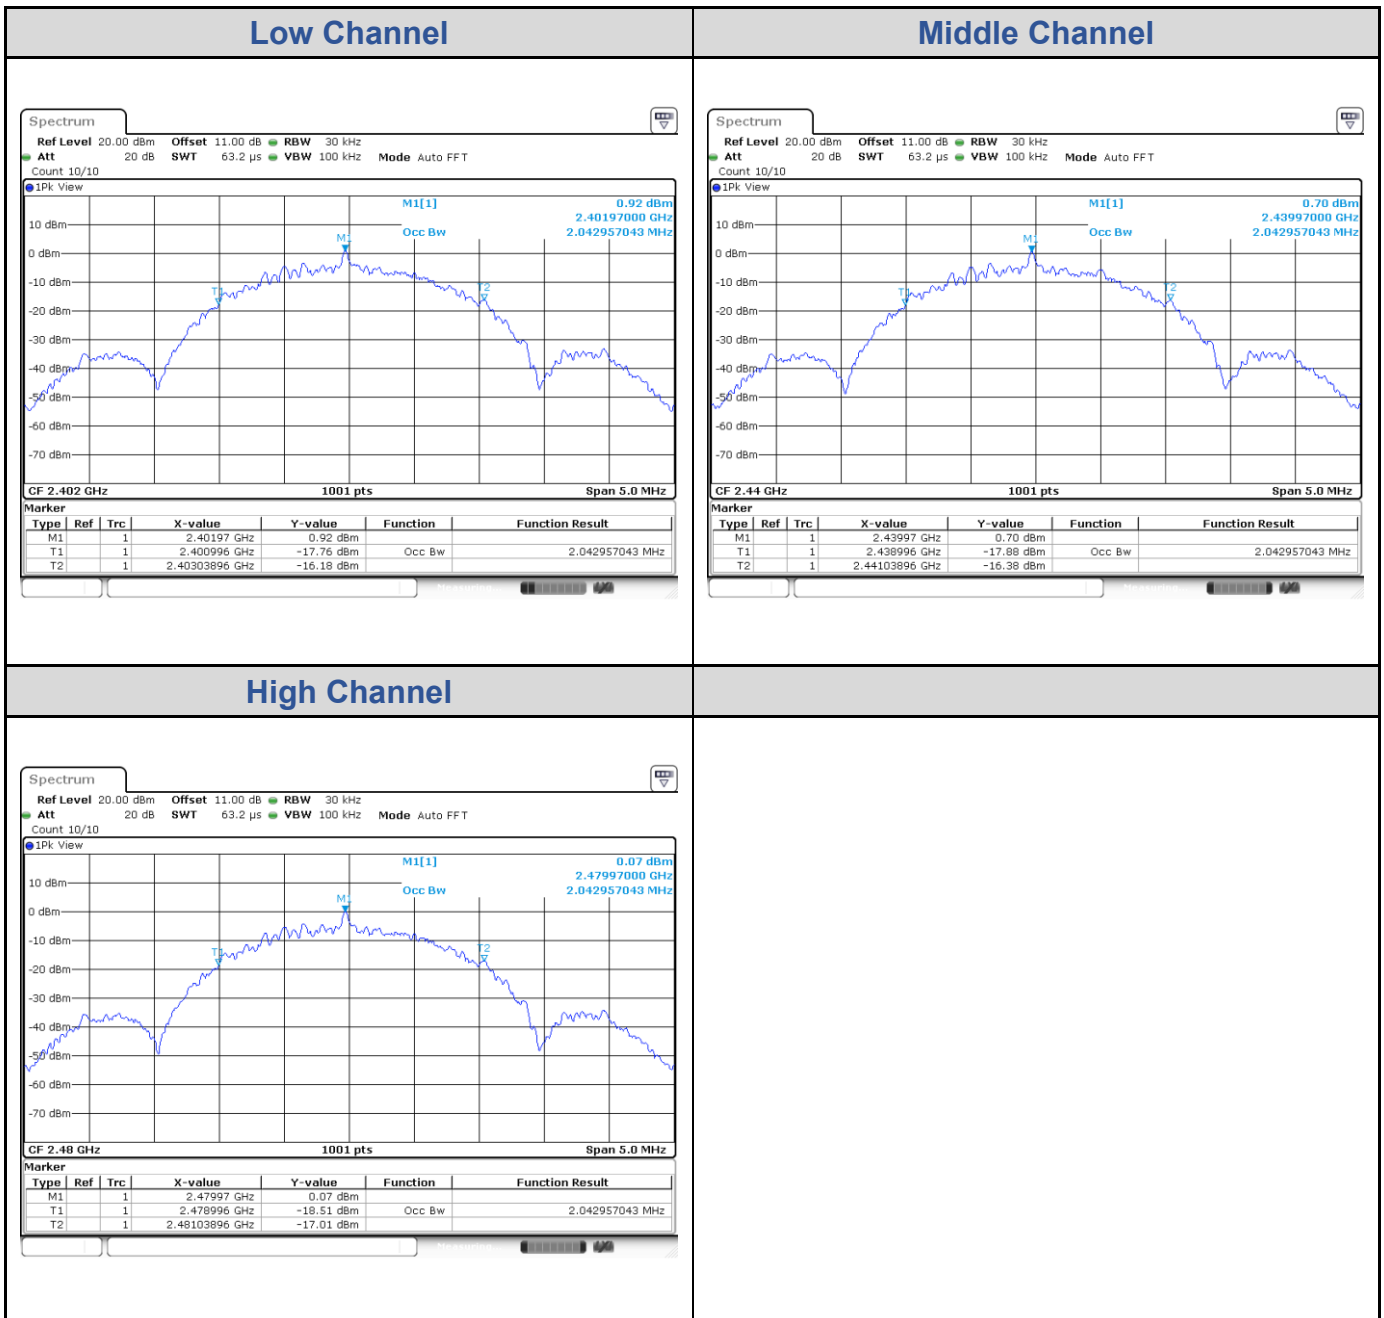 Low Channel
Middle Channel
Spectrum
Ref Level 20.00 dBm Offset 11.00 dB RBW 30 kHz
Att 20 dB SWT 63.2 µs VBW 100 kHz Mode Auto FFT
Count 10/10
1Pk View
M1[1] 0.92 dBm
2.40197000 GHz
Occ Bw 2.042957043 MHz
10 dBm
0 dBm
-10 dBm
-20 dBm
-30 dBm
-40 dBm
-50 dBm
-60 dBm
-70 dBm
M1
T1
T2
CF 2.402 GHz 1001 pts Span 5.0 MHz
Marker
Type Ref Trc X-value Y-value Function Function Result
M1 1 2.40197 GHz 0.92 dBm
T1 1 2.400996 GHz -17.76 dBm Occ Bw 2.042957043 MHz
T2 1 2.40303896 GHz -16.18 dBm
Spectrum
Ref Level 20.00 dBm Offset 11.00 dB RBW 30 kHz
Att 20 dB SWT 63.2 µs VBW 100 kHz Mode Auto FFT
Count 10/10
1Pk View
M1[1] 0.70 dBm
2.43997000 GHz
Occ Bw 2.042957043 MHz
10 dBm
0 dBm
-10 dBm
-20 dBm
-30 dBm
-40 dBm
-50 dBm
-60 dBm
-70 dBm
M1
T1
T2
CF 2.44 GHz 1001 pts Span 5.0 MHz
Marker
Type Ref Trc X-value Y-value Function Function Result
M1 1 2.43997 GHz 0.70 dBm
T1 1 2.438996 GHz -17.88 dBm Occ Bw 2.042957043 MHz
T2 1 2.44103896 GHz -16.38 dBm
High Channel
Spectrum
Ref Level 20.00 dBm Offset 11.00 dB RBW 30 kHz
Att 20 dB SWT 63.2 µs VBW 100 kHz Mode Auto FFT
Count 10/10
1Pk View
M1[1] 0.07 dBm
2.47997000 GHz
Occ Bw 2.042957043 MHz
10 dBm
0 dBm
-10 dBm
-20 dBm
-30 dBm
-40 dBm
-50 dBm
-60 dBm
-70 dBm
M1
T1
T2
CF 2.48 GHz 1001 pts Span 5.0 MHz
Marker
Type Ref Trc X-value Y-value Function Function Result
M1 1 2.47997 GHz 0.07 dBm
T1 1 2.478996 GHz -18.51 dBm Occ Bw 2.042957043 MHz
T2 1 2.48103896 GHz -17.01 dBm